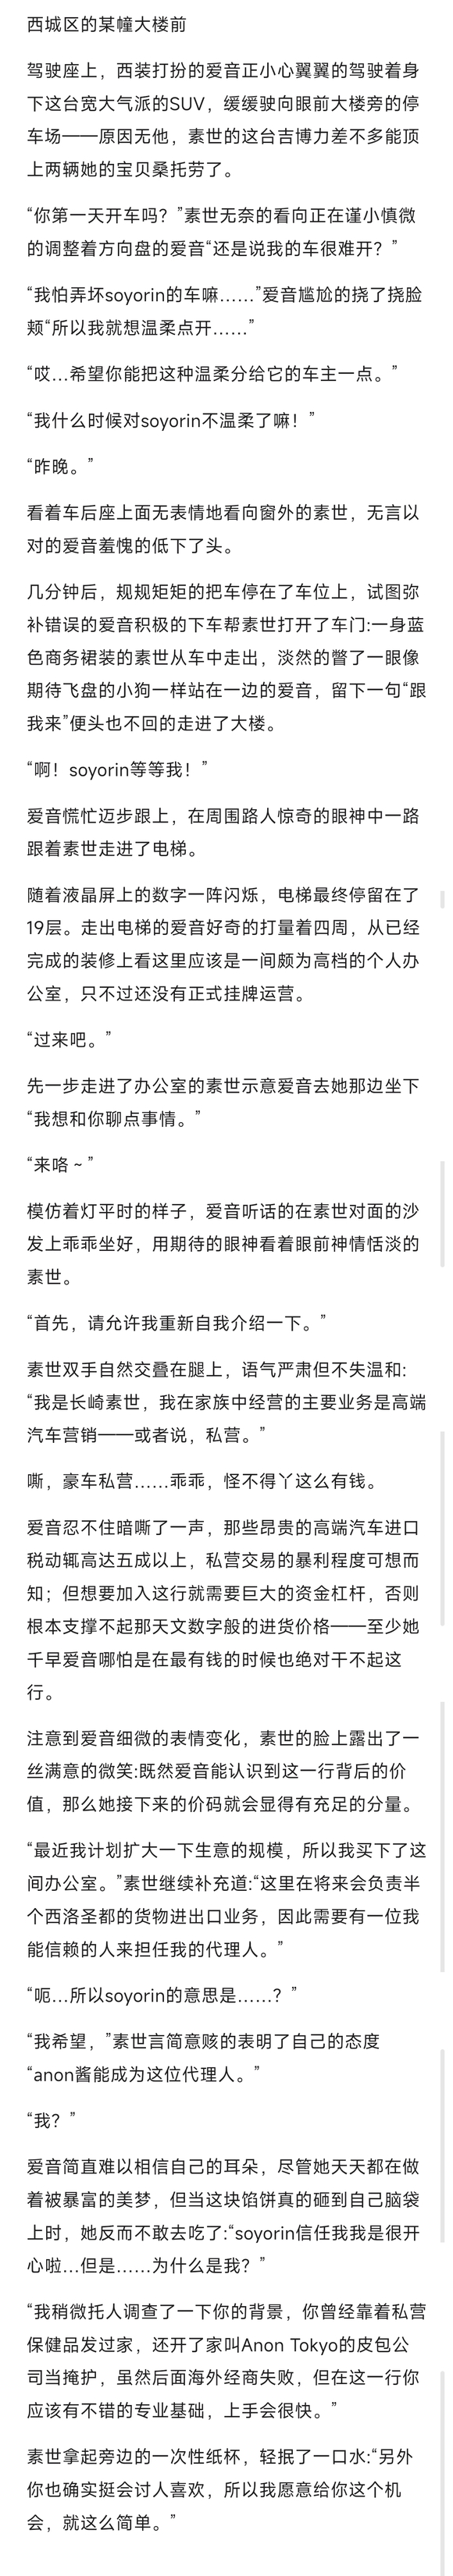 西城区的某幢大楼前
驾驶座上，西装打扮的爱音正小心翼翼的驾驶着身
下这台宽大气派的SUV，缓缓驶向眼前大楼旁的停
车场——原因无他，素世的这台吉博力差不多能顶
上两辆她的宝贝桑托劳了。
“你第一天开车吗？”素世无奈的看向正在谨小慎微
的调整着方向盘的爱音“还是说我的车很难开？”
“我怕弄坏soyorin的车嘛……”爱音尴尬的挠了挠脸
颊“所以我就想温柔点开……”
“哎…希望你能把这种温柔分给它的车主一点。”
“我什么时候对soyorin不温柔了嘛！”
“昨晚。”
看着车后座上面无表情地看向窗外的素世，无言以
对的爱音羞愧的低下了头。
几分钟后，规规矩矩的把车停在了车位上，试图弥
补错误的爱音积极的下车帮素世打开了车门:一身蓝
色商务裙装的素世从车中走出，淡然的瞥了一眼像
期待飞盘的小狗一样站在一边的爱音，留下一句“跟
我来”便头也不回的走进了大楼。
“啊！soyorin等等我！”
爱音慌忙迈步跟上，在周围路人惊奇的眼神中一路
跟着素世走进了电梯。
随着液晶屏上的数字一阵闪烁，电梯最终停留在了
19层。走出电梯的爱音好奇的打量着四周，从已经
完成的装修上看这里应该是一间颇为高档的个人办
公室，只不过还没有正式挂牌运营。
“过来吧。”
先一步走进了办公室的素世示意爱音去她那边坐下
“我想和你聊点事情。”
“来咯 ~ ”
模仿着灯平时的样子，爱音听话的在素世对面的沙
发上乖乖坐好，用期待的眼神看着眼前神情恬淡的
素世。
“首先，请允许我重新自我介绍一下。”
素世双手自然交叠在腿上，语气严肃但不失温和:
“我是长崎素世，我在家族中经营的主要业务是高端
汽车营销——或者说，私营。”
嘶，豪车私营……乖乖，怪不得丫这么有钱。
爱音忍不住暗嘶了一声，那些昂贵的高端汽车进口
税动辄高达五成以上，私营交易的暴利程度可想而
知；但想要加入这行就需要巨大的资金杠杆，否则
根本支撑不起那天文数字般的进货价格——至少她
千早爱音哪怕是在最有钱的时候也绝对干不起这
行。
注意到爱音细微的表情变化，素世的脸上露出了一
丝满意的微笑:既然爱音能认识到这一行背后的价
值，那么她接下来的价码就会显得有充足的分量。
“最近我计划扩大一下生意的规模，所以我买下了这
间办公室。”素世继续补充道:“这里在将来会负责半
个西洛圣都的货物进出口业务，因此需要有一位我
能信赖的人来担任我的代理人。”
“呃…所以soyorin的意思是……？”
“我希望，”素世言简意赅的表明了自己的态度
“anon酱能成为这位代理人。”
“我？”
爱音简直难以相信自己的耳朵，尽管她天天都在做
着被暴富的美梦，但当这块馅饼真的砸到自己脑袋
上时，她反而不敢去吃了:“soyorin信任我我是很开
心啦…但是……为什么是我？”
“我稍微托人调查了一下你的背景，你曾经靠着私营
保健品发过家，还开了家叫Anon Tokyo的皮包公
司当掩护，虽然后面海外经商失败，但在这一行你
应该有不错的专业基础，上手会很快。”
素世拿起旁边的一次性纸杯，轻抿了一口水:“另外
你也确实挺会讨人喜欢，所以我愿意给你这个机
会，就这么简单。”